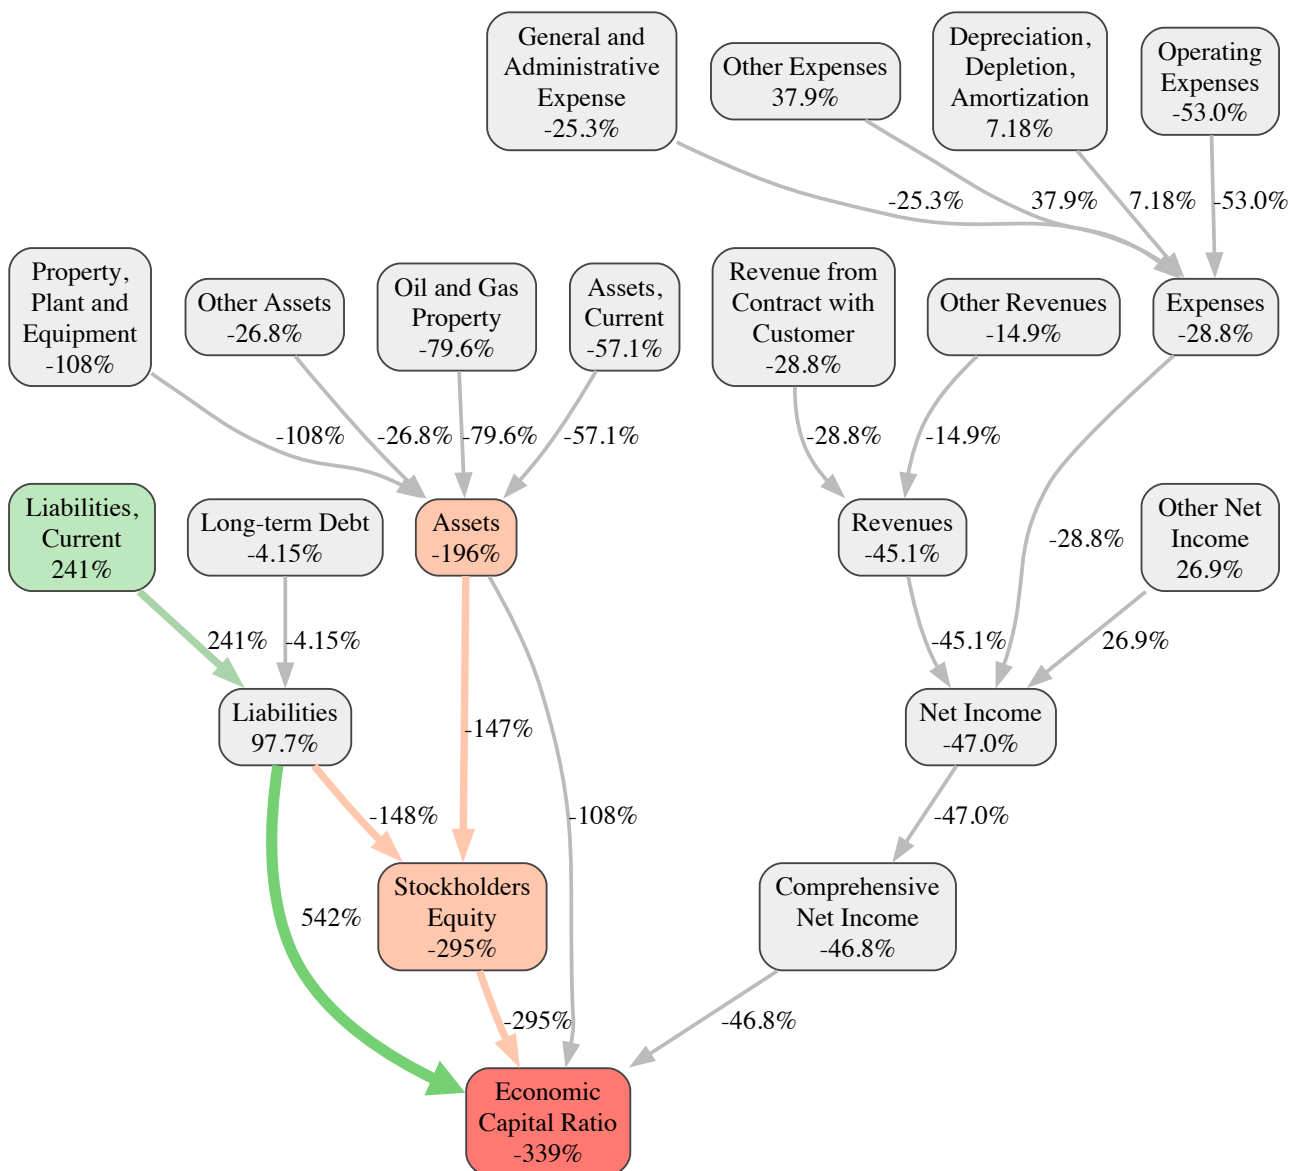 General and
Administrative
Expense
-25.3%
Other Expenses
37.9%
Depreciation,
Depletion,
Amortization
7.18%
Operating
Expenses
-53.0%
-25.3%
37.9%
7.18%
-53.0%
Property,
Plant and
Equipment
-108%
Other Assets
-26.8%
Oil and Gas
Property
-79.6%
Assets,
Current
-57.1%
Revenue from
Contract with
Customer
-28.8%
Other Revenues
-14.9%
Expenses
-28.8%
-108%
-26.8%
-79.6%
-57.1%
-28.8%
-14.9%
Liabilities,
Current
241%
Long-term Debt
-4.15%
Assets
-196%
Revenues
-45.1%
-28.8%
Other Net
Income
26.9%
241%
-4.15%
-45.1%
26.9%
Liabilities
97.7%
-147%
Net Income
-47.0%
-148%
-108%
-47.0%
542%
Stockholders
Equity
-295%
Comprehensive
Net Income
-46.8%
-295%
-46.8%
Economic
Capital Ratio
-339%